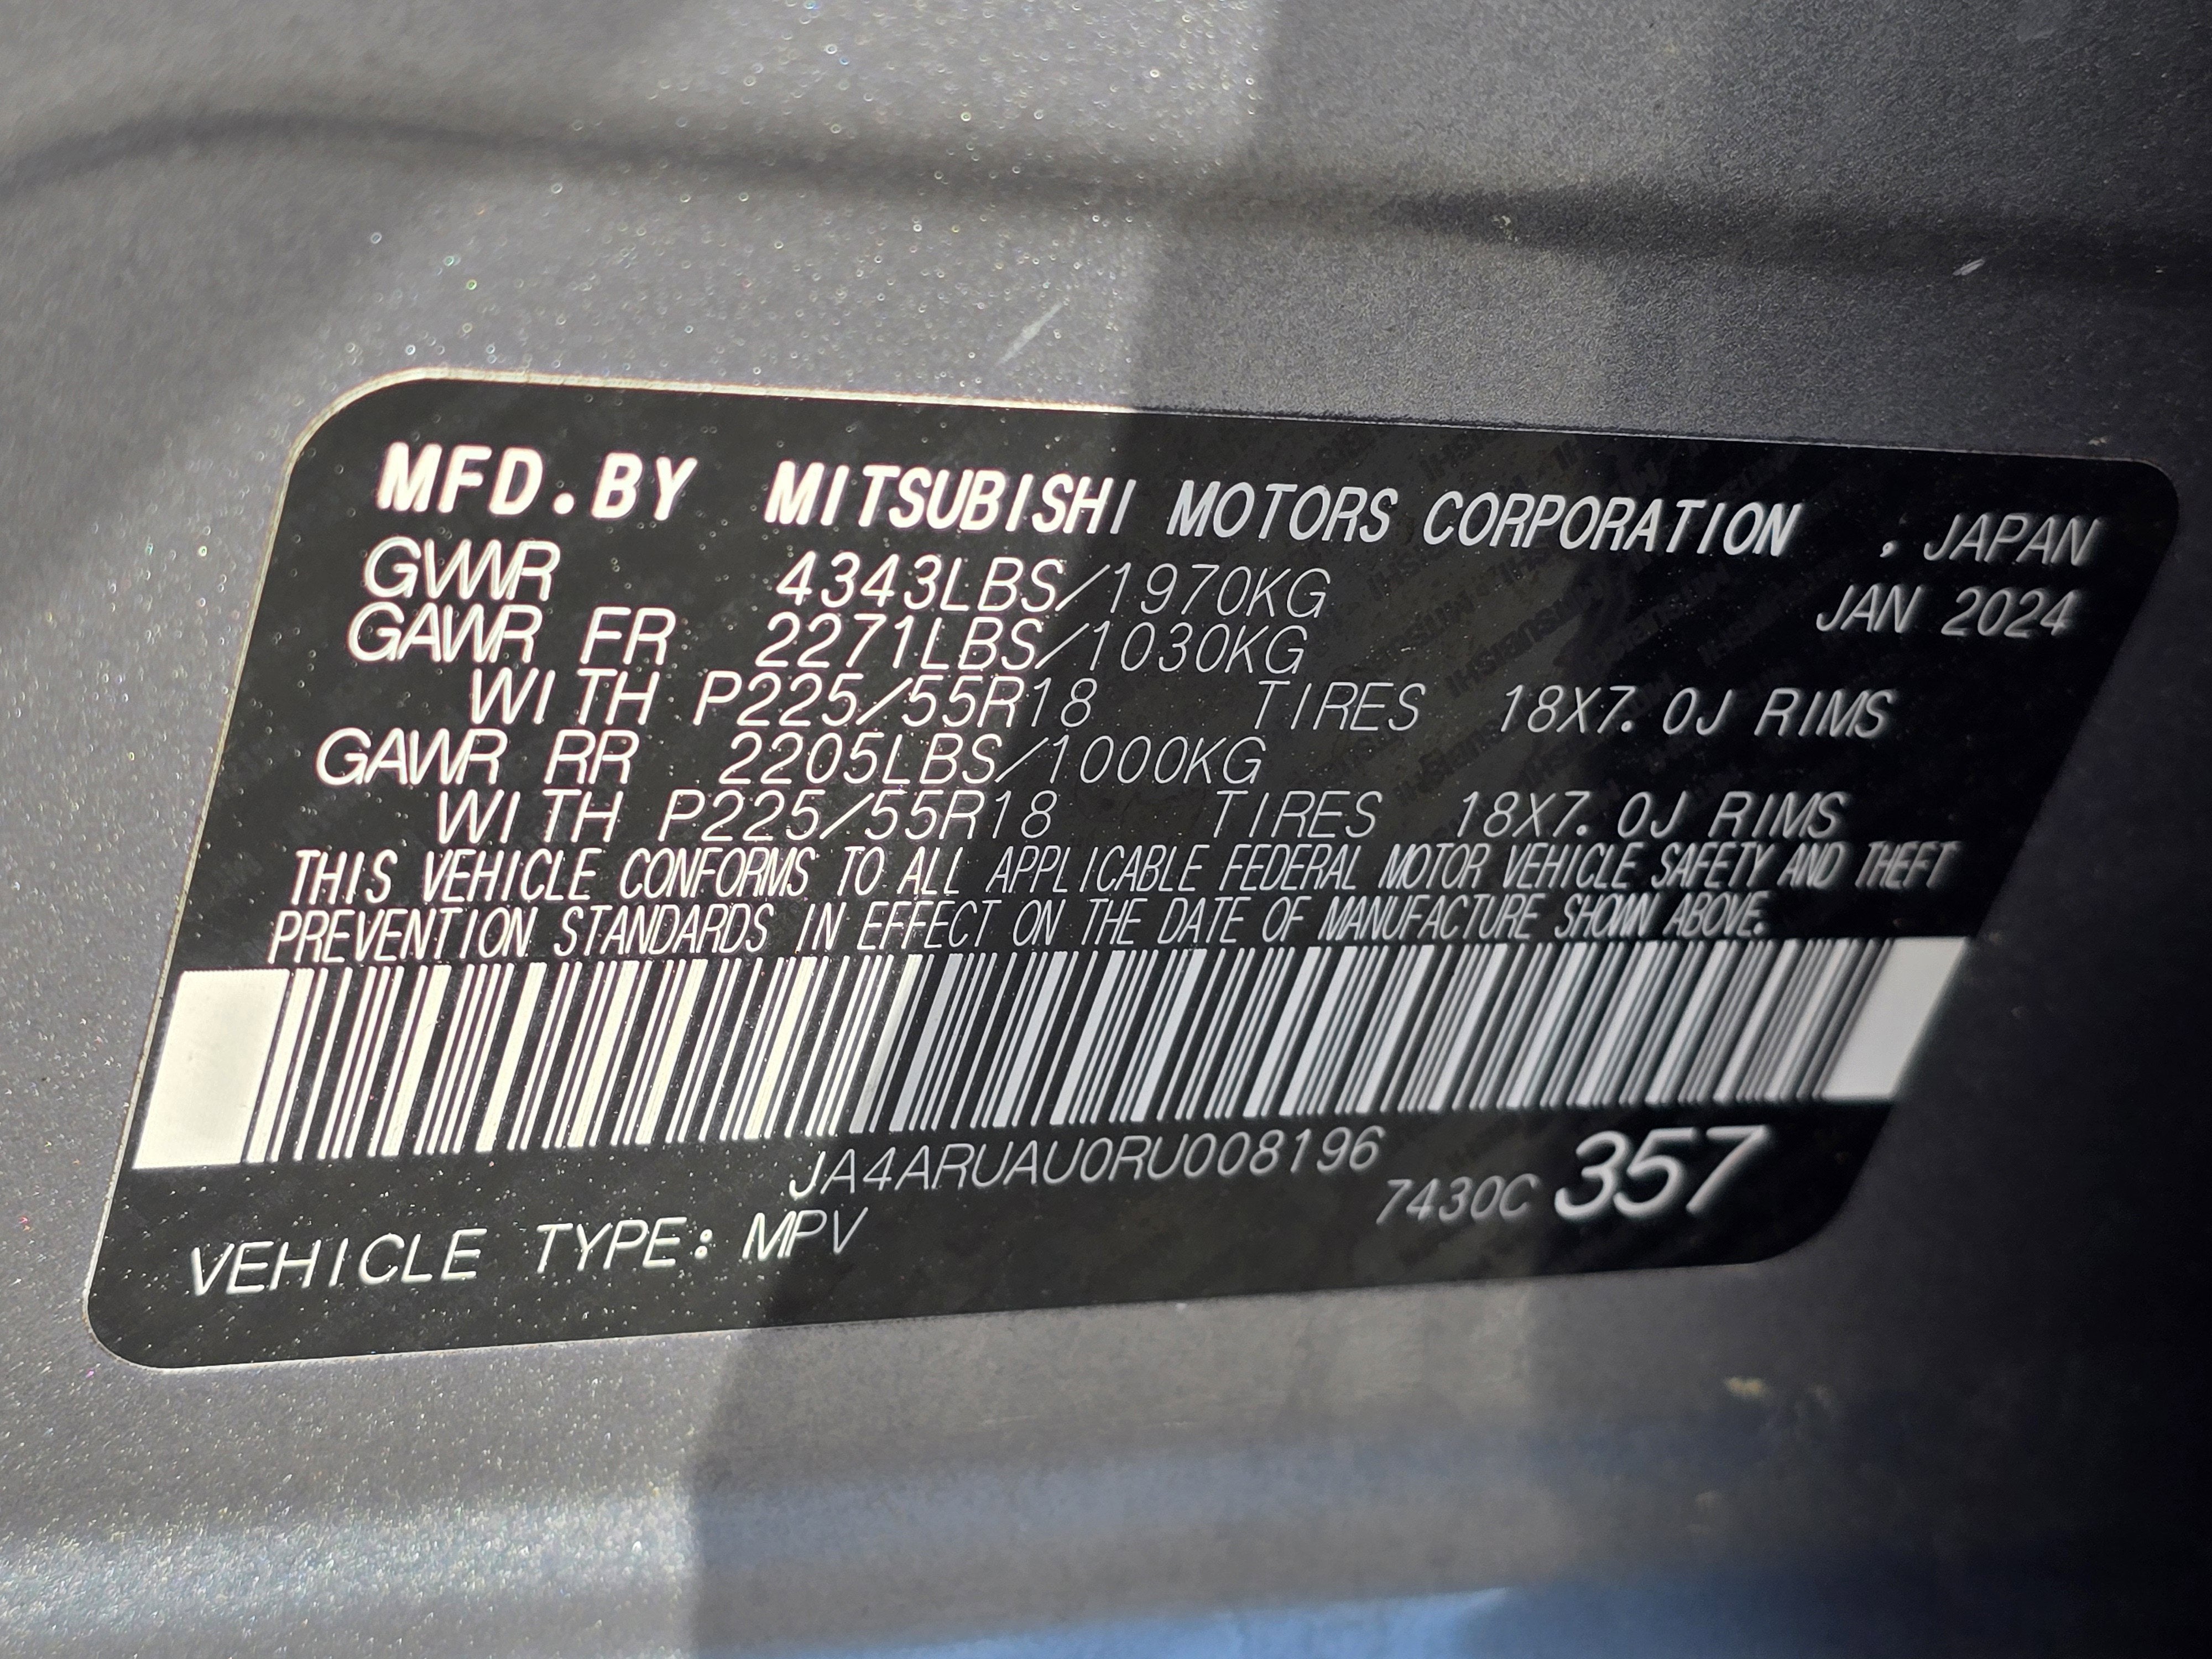 MFD.BY MITSUBISHI MOTORS CORPORATION , JAPAN
GVWR 4343LBS/1970KG JAN 2024
GAWR FR 2271LBS/1030KG
WITH P225/55R18 TIRES 18X7.0J RIMS
GAWR RR 2205LBS/1000KG
WITH P225/55R18 TIRES 18X7.0J RIMS
THIS VEHICLE CONFORMS TO ALL APPLICABLE FEDERAL MOTOR VEHICLE SAFETY AND THEFT
PREVENTION STANDARDS IN EFFECT ON THE DATE OF MANUFACTURE SHOWN ABOVE.
JA4ARUAU0RU008196
7430C 357
VEHICLE TYPE: MPV